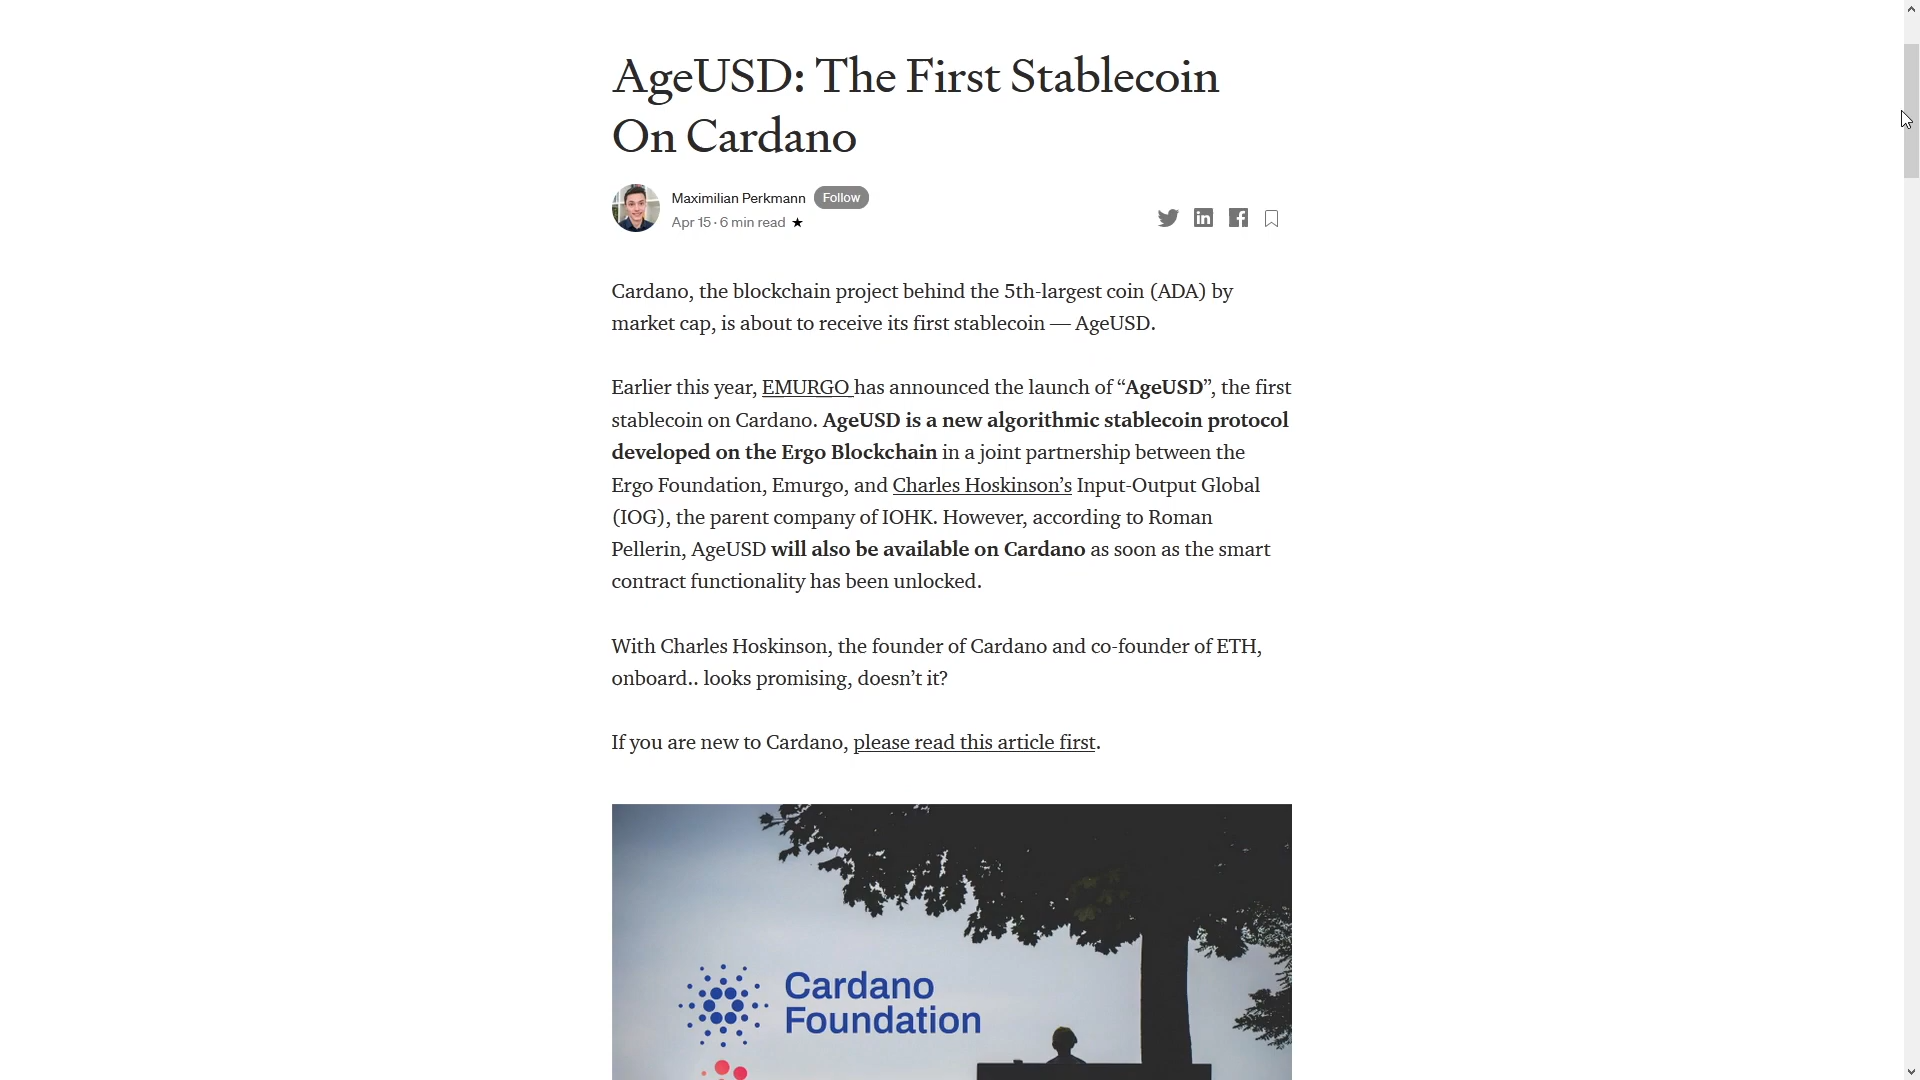 AgeUSD: The First Stablecoin
On Cardano
Maximilian Perkmann Follow
Apr 15 · 6 min read ★
Cardano, the blockchain project behind the 5th-largest coin (ADA) by
market cap, is about to receive its first stablecoin — AgeUSD.
Earlier this year, EMURGO has announced the launch of “AgeUSD”, the first
stablecoin on Cardano. AgeUSD is a new algorithmic stablecoin protocol
developed on the Ergo Blockchain in a joint partnership between the
Ergo Foundation, Emurgo, and Charles Hoskinson’s Input-Output Global
(IOG), the parent company of IOHK. However, according to Roman
Pellerin, AgeUSD will also be available on Cardano as soon as the smart
contract functionality has been unlocked.
With Charles Hoskinson, the founder of Cardano and co-founder of ETH,
onboard.. looks promising, doesn’t it?
If you are new to Cardano, please read this article first.
Cardano
Foundation